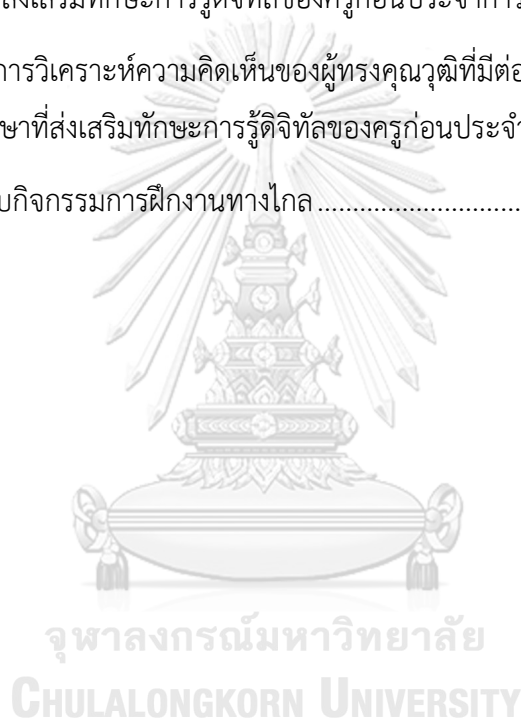 ส่งเสริมทักษะการรู้ดิจิทัลของครูก่อนประจำการ
การวิเคราะห์ความคิดเห็นของผู้ทรงคุณวุฒิที่มีต่อ
ษาที่ส่งเสริมทักษะการรู้ดิจิทัลของครูก่อนประจำ
บกิจกรรมการฝึกงานทางไกล.............................
จุฬาลงกรณ์มหาวิทยาลัย
CHULALONGKORN UNIVERSITY